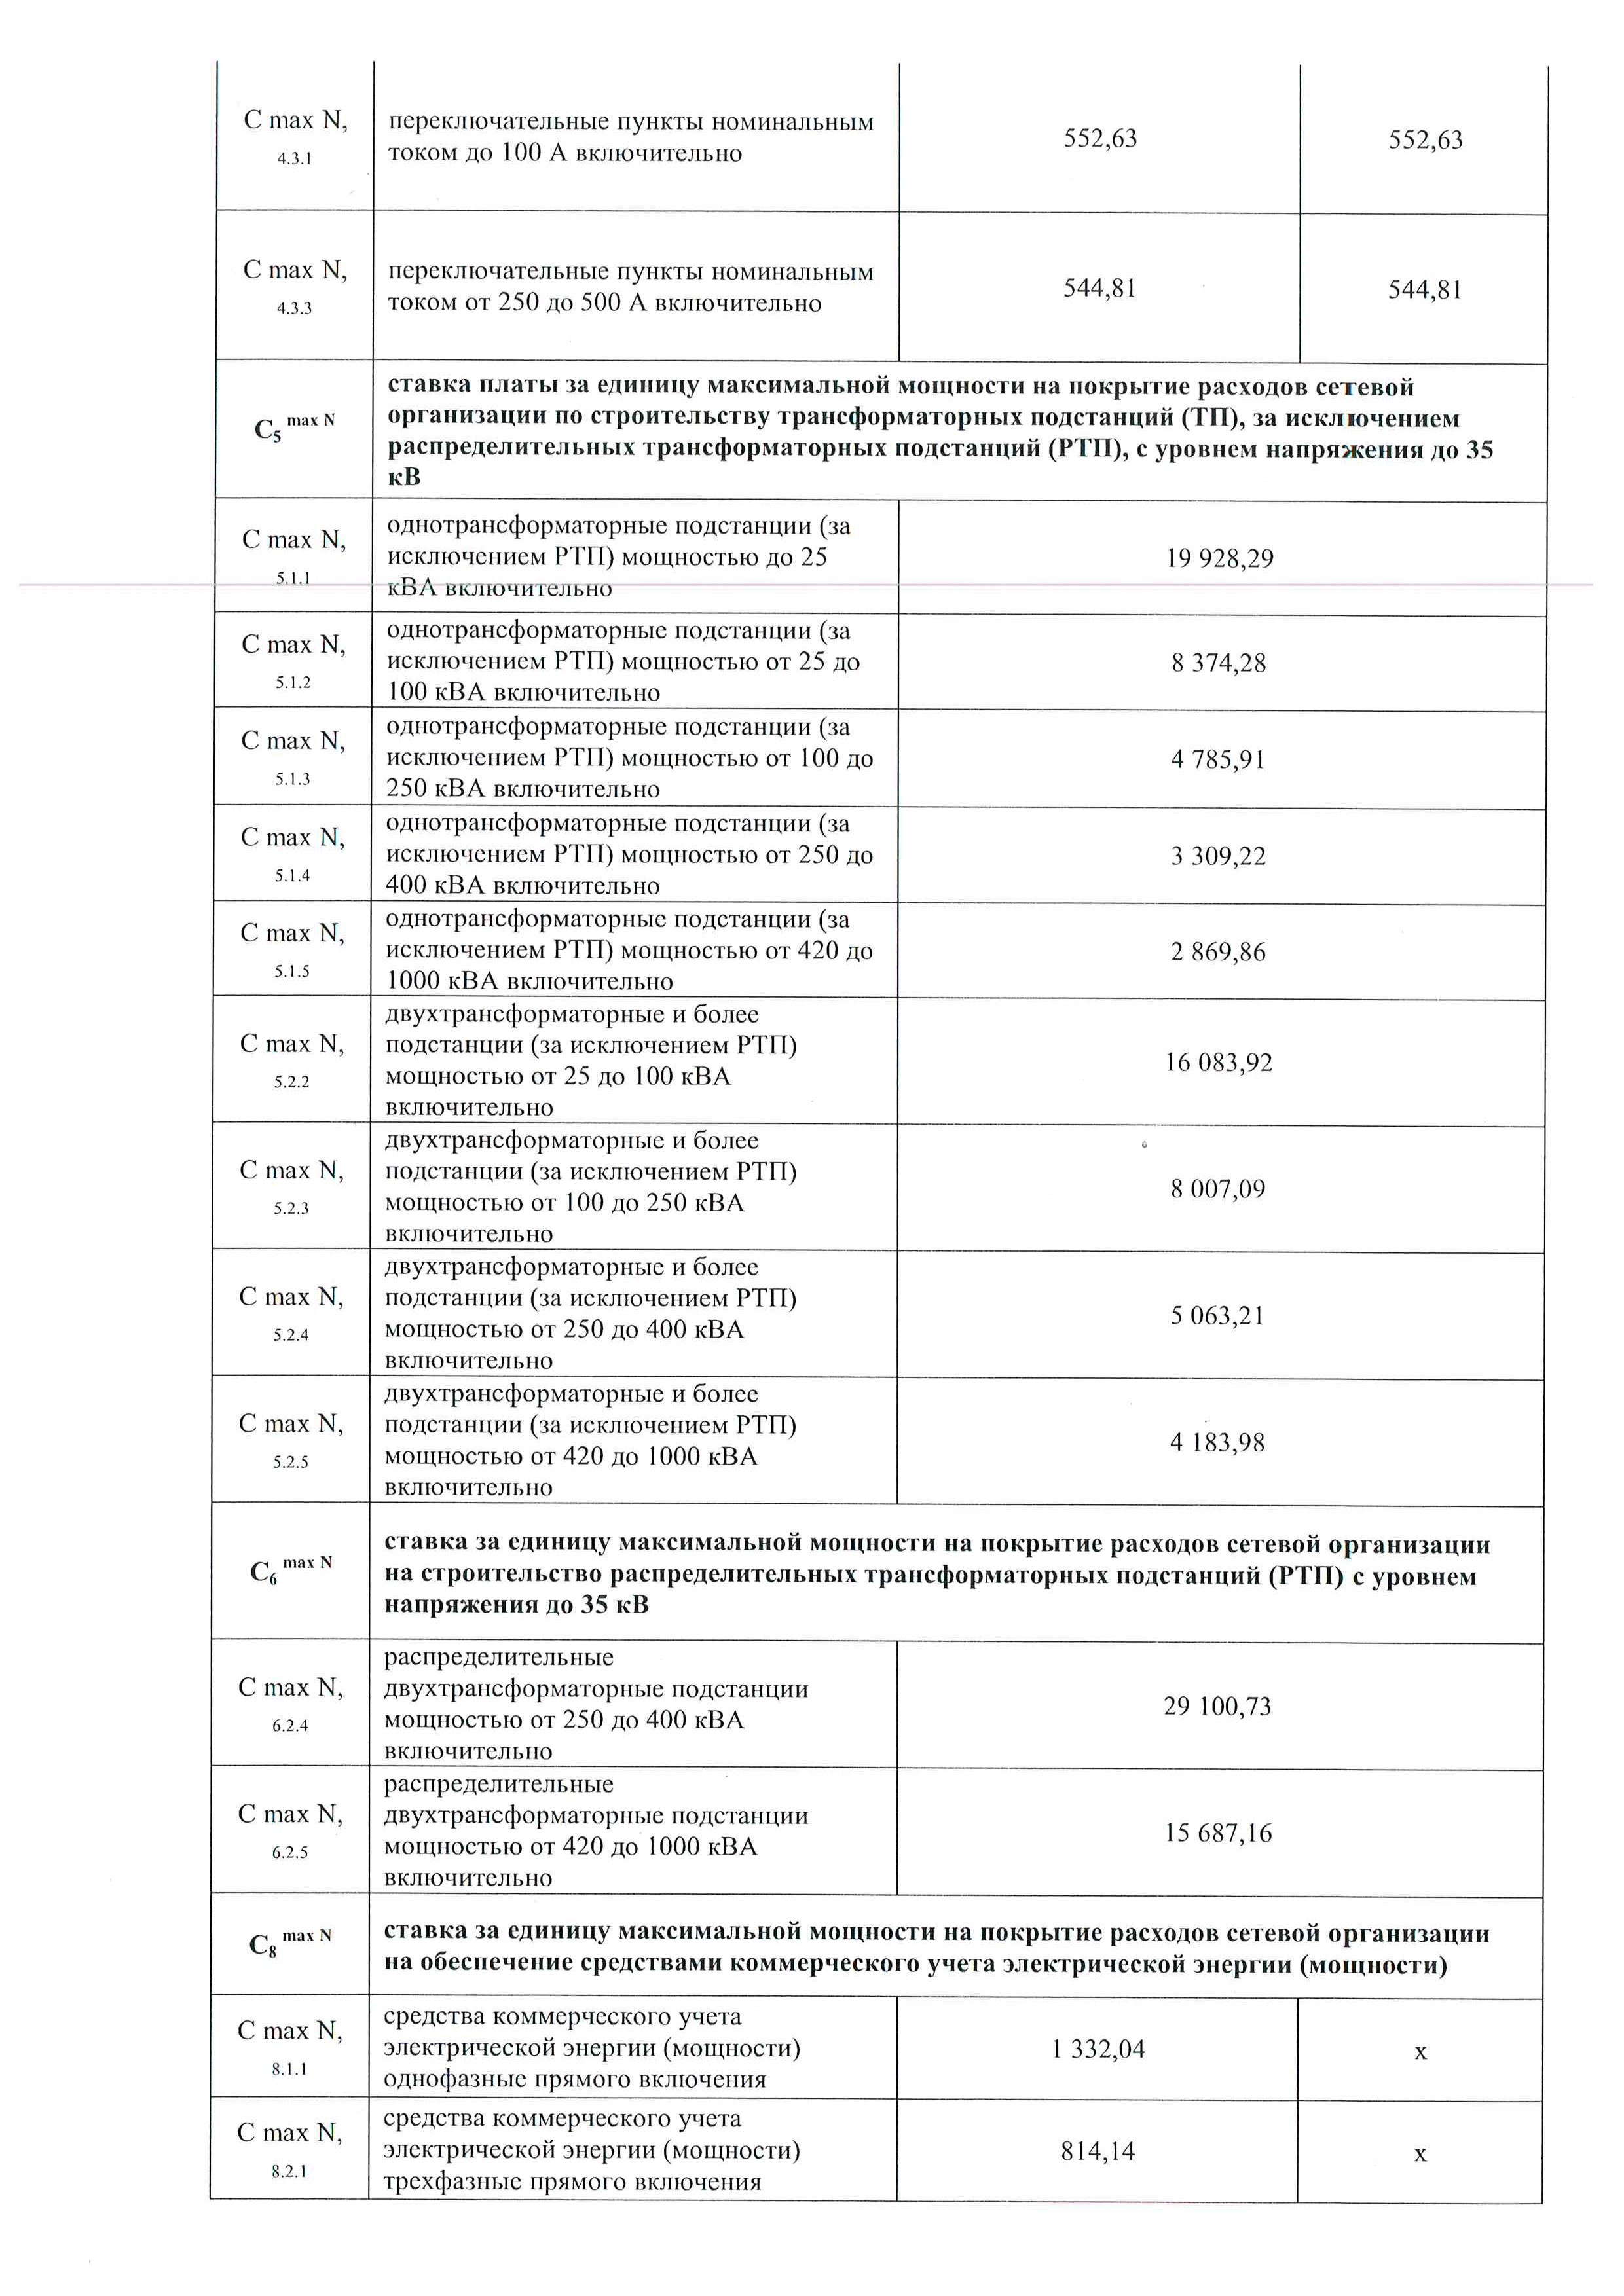 C max N,
4.3.1
переключательные пункты номинальным
током до 100 А включительно
552,63
552,63
C max N,
4.3.3
переключательные пункты номинальным
током от 250 до 500 А включительно
544,81
544,81
C5 max N
ставка платы за единицу максимальной мощности на покрытие расходов сетевой
организации по строительству трансформаторных подстанций (ТП), за исключением
распределительных трансформаторных подстанций (РТП), с уровнем напряжения до 35
кВ
C max N,
5.1.1
однотрансформаторные подстанции (за
исключением РТП) мощностью до 25
кВА включительно
19 928,29
C max N,
5.1.2
однотрансформаторные подстанции (за
исключением РТП) мощностью от 25 до
100 кВА включительно
8 374,28
C max N,
5.1.3
однотрансформаторные подстанции (за
исключением РТП) мощностью от 100 до
250 кВА включительно
4 785,91
C max N,
5.1.4
однотрансформаторные подстанции (за
исключением РТП) мощностью от 250 до
400 кВА включительно
3 309,22
C max N,
5.1.5
однотрансформаторные подстанции (за
исключением РТП) мощностью от 420 до
1000 кВА включительно
2 869,86
C max N,
5.2.2
двухтрансформаторные и более
подстанции (за исключением РТП)
мощностью от 25 до 100 кВА
включительно
16 083,92
C max N,
5.2.3
двухтрансформаторные и более
подстанции (за исключением РТП)
мощностью от 100 до 250 кВА
включительно
8 007,09
C max N,
5.2.4
двухтрансформаторные и более
подстанции (за исключением РТП)
мощностью от 250 до 400 кВА
включительно
5 063,21
C max N,
5.2.5
двухтрансформаторные и более
подстанции (за исключением РТП)
мощностью от 420 до 1000 кВА
включительно
4 183,98
C6 max N
ставка за единицу максимальной мощности на покрытие расходов сетевой организации
на строительство распределительных трансформаторных подстанций (РТП) с уровнем
напряжения до 35 кВ
C max N,
6.2.4
распределительные
двухтрансформаторные подстанции
мощностью от 250 до 400 кВА
включительно
29 100,73
C max N,
6.2.5
распределительные
двухтрансформаторные подстанции
мощностью от 420 до 1000 кВА
включительно
15 687,16
C8 max N
ставка за единицу максимальной мощности на покрытие расходов сетевой организации
на обеспечение средствами коммерческого учета электрической энергии (мощности)
C max N,
8.1.1
средства коммерческого учета
электрической энергии (мощности)
однофазные прямого включения
1 332,04
x
C max N,
8.2.1
средства коммерческого учета
электрической энергии (мощности)
трехфазные прямого включения
814,14
x